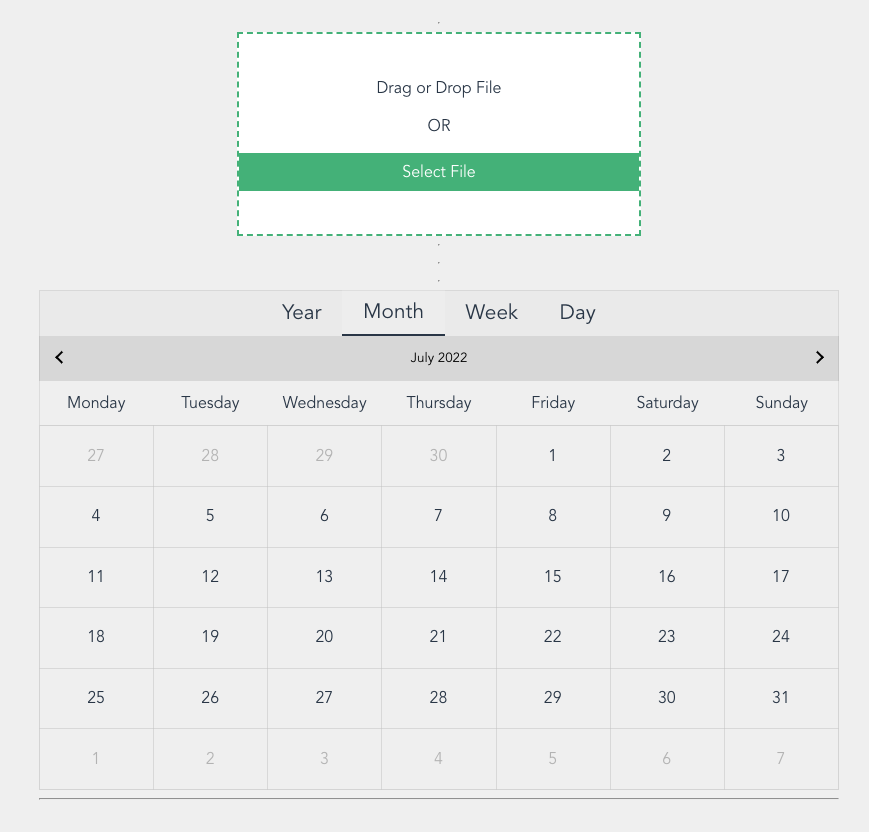 Drag or Drop File
OR
Select File
Year Month Week Day
July 2022
Monday Tuesday Wednesday Thursday Friday Saturday Sunday
27 28 29 30 1 2 3
4 5 6 7 8 9 10
11 12 13 14 15 16 17
18 19 20 21 22 23 24
25 26 27 28 29 30 31
1 2 3 4 5 6 7